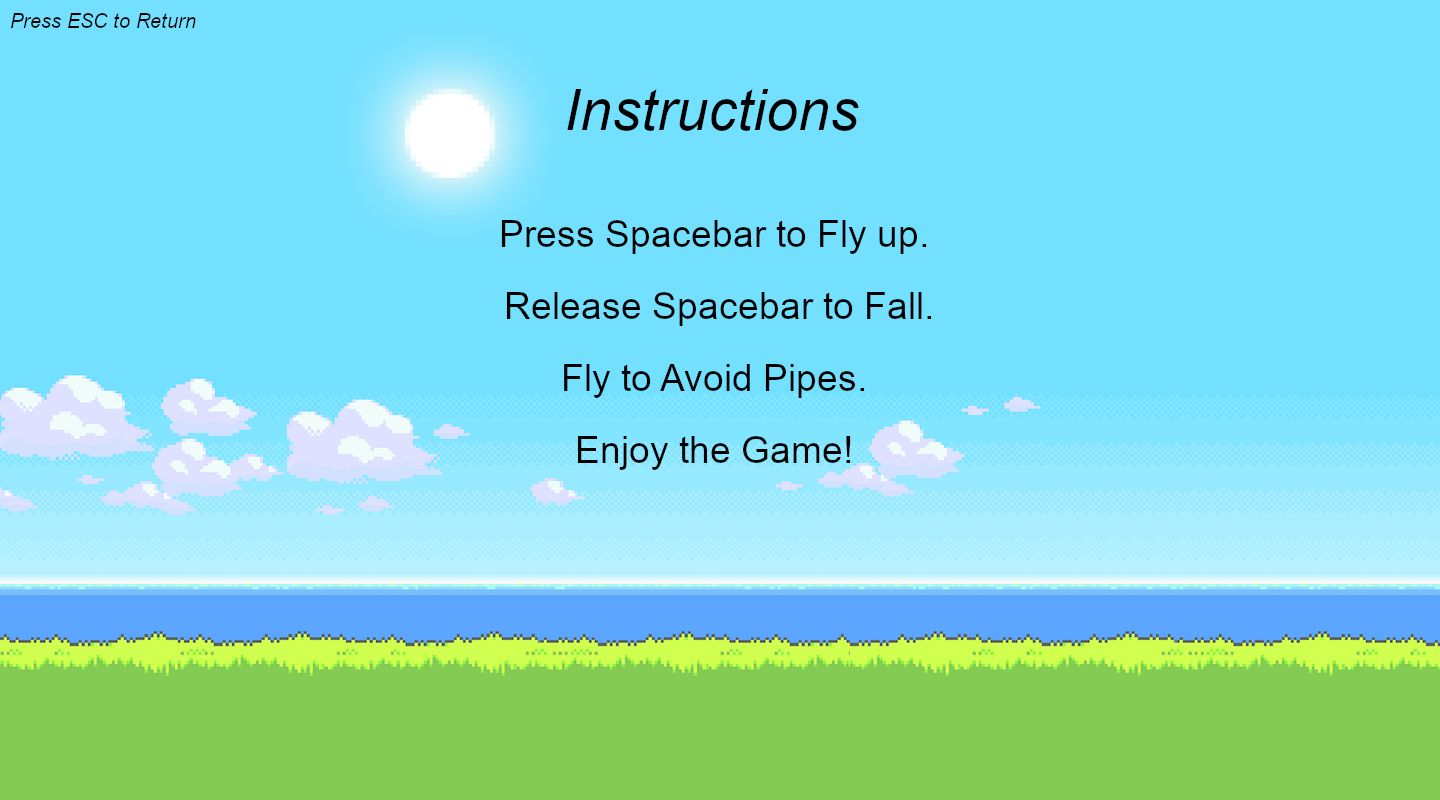 Press ESC to Return
Instructions
Press Spacebar to Fly up.
Release Spacebar to Fall.
Fly to Avoid Pipes.
Enjoy the Game!